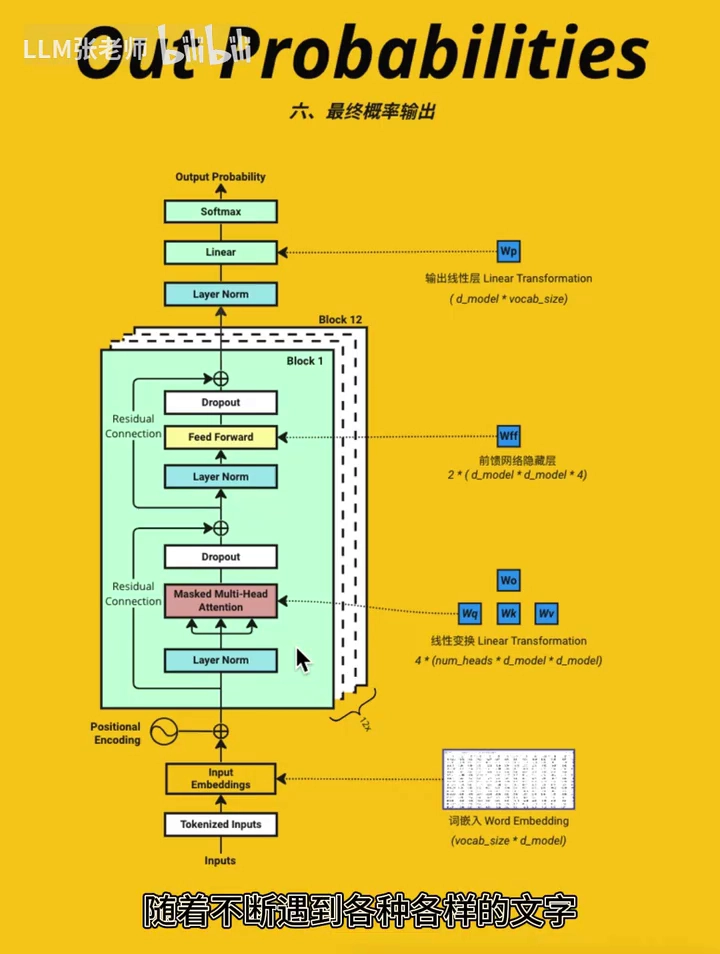 Out Probabilities
LLM张老师 bilibili
六、最终概率输出
Output Probability
Softmax
Linear
Wp
输出线性层 Linear Transformation
( d_model * vocab_size)
Layer Norm
Block 12
Block 1
Dropout
Residual
Connection
Feed Forward
Wff
前馈网络隐藏层
2 * ( d_model * d_model * 4)
Layer Norm
Dropout
Residual
Connection
Masked Multi-Head
Attention
Wo
Wq Wk Wv
线性变换 Linear Transformation
4 * (num_heads * d_model * d_model)
Layer Norm
12x
Positional
Encoding
Input
Embeddings
词嵌入 Word Embedding
(vocab_size * d_model)
Tokenized Inputs
Inputs
随着不断遇到各种各样的文字